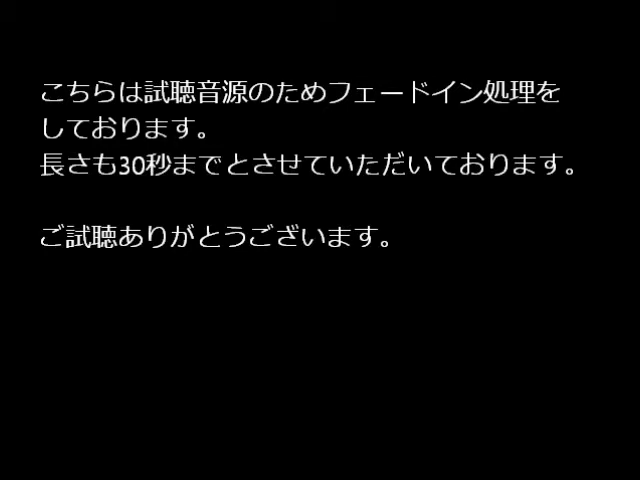 こちらは試聴音源のためフェードイン処理を
しております。
長さも30秒までとさせていただいております。
ご試聴ありがとうございます。